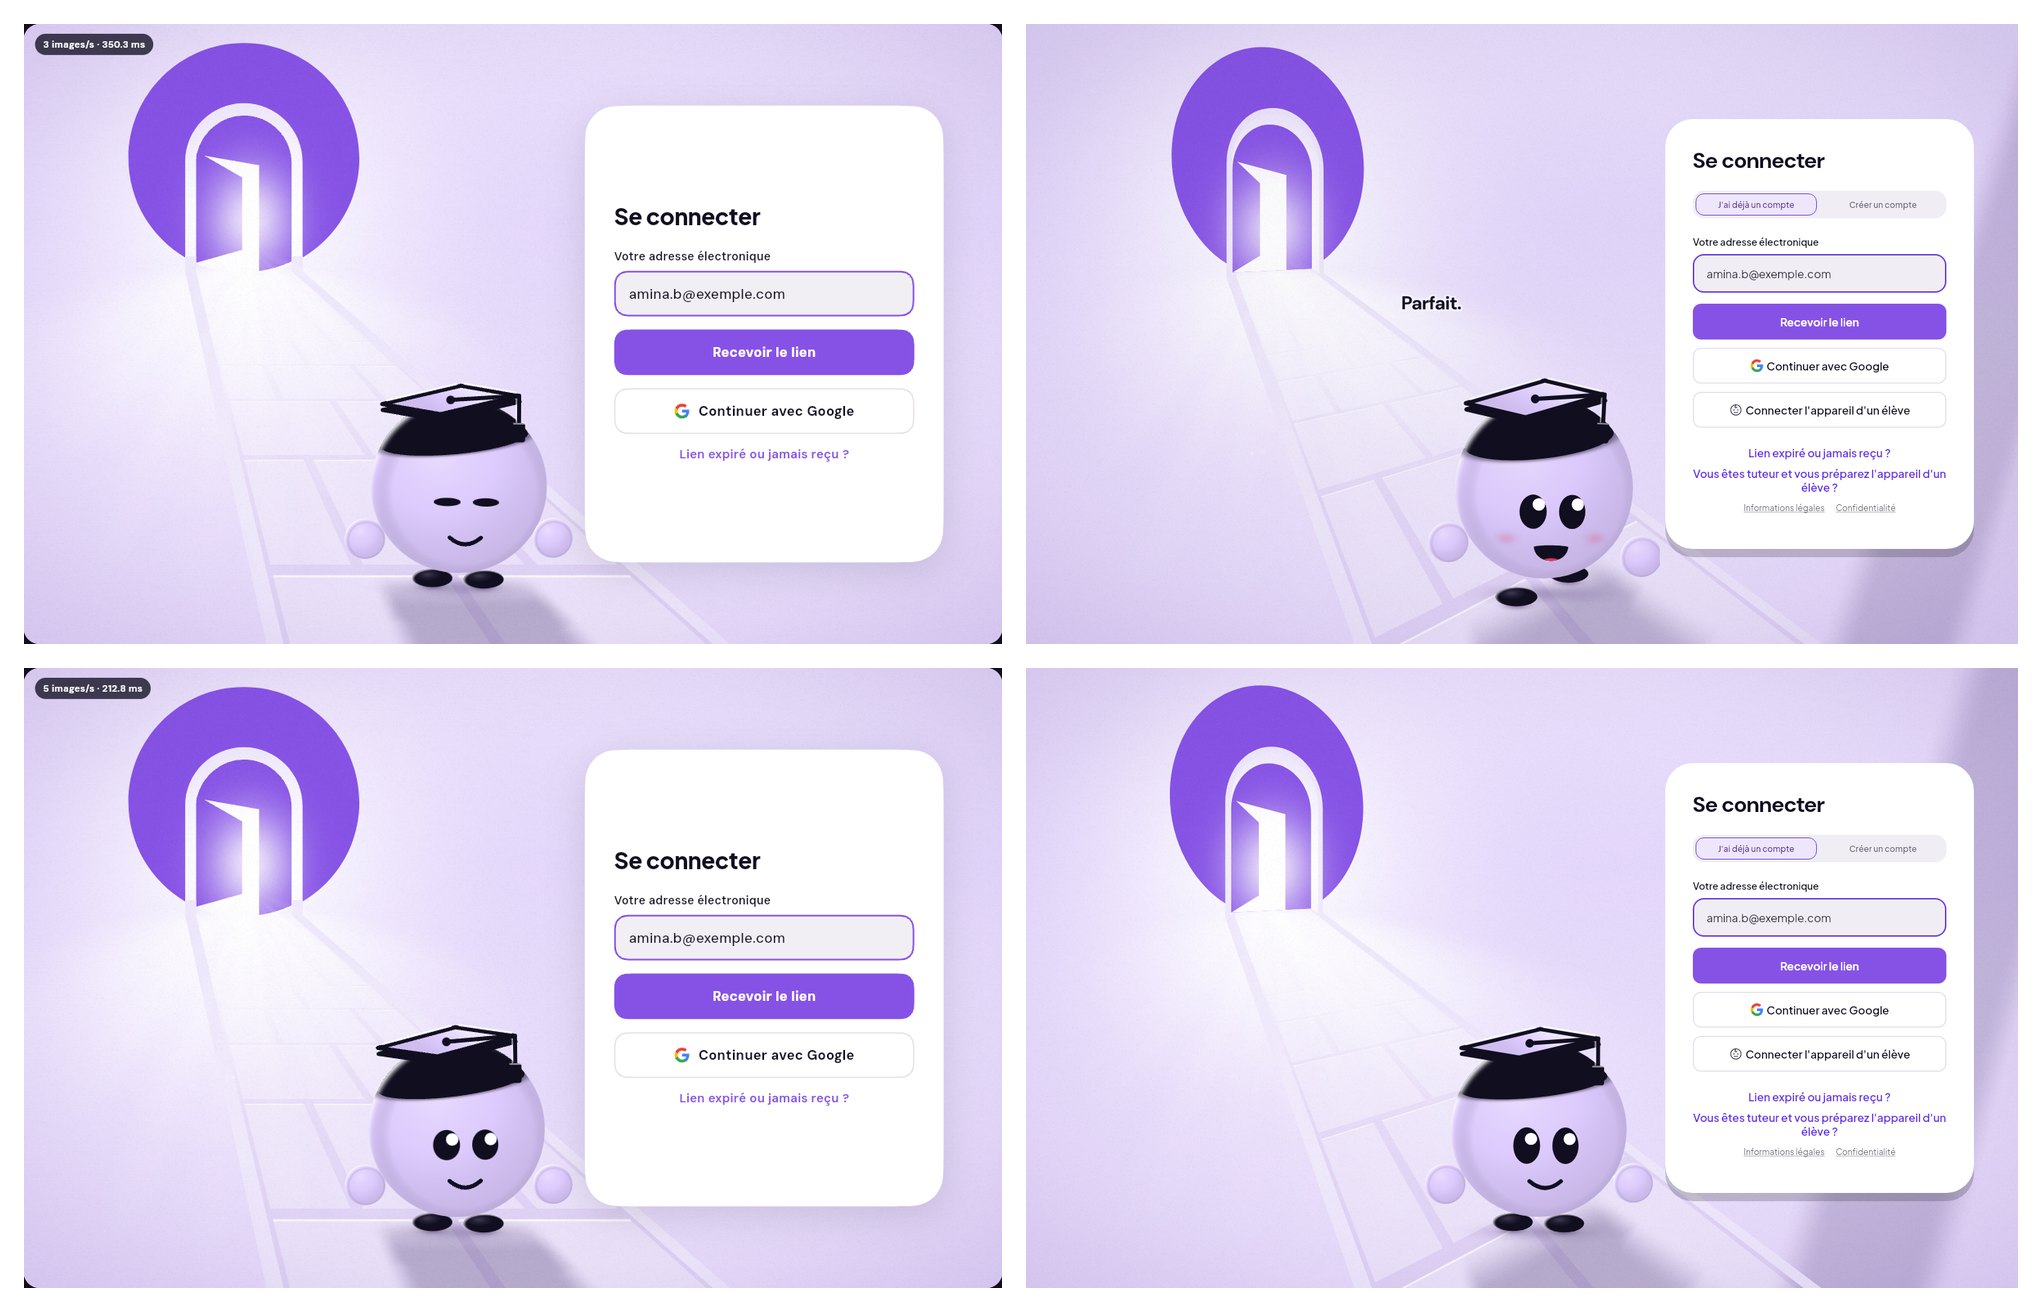 3 images/s · 350.3 ms
Se connecter
Votre adresse électronique
amina.b@exemple.com
Recevoir le lien
Continuer avec Google
Lien expiré ou jamais reçu ?
Parfait.
Se connecter
J'ai déjà un compte
Créer un compte
Votre adresse électronique
amina.b@exemple.com
Recevoir le lien
Continuer avec Google
Connecter l'appareil d'un élève
Lien expiré ou jamais reçu ?
Vous êtes tuteur et vous préparez l'appareil d'un
élève ?
Informations légales Confidentialité
5 images/s · 212.8 ms
Se connecter
Votre adresse électronique
amina.b@exemple.com
Recevoir le lien
Continuer avec Google
Lien expiré ou jamais reçu ?
Se connecter
J'ai déjà un compte
Créer un compte
Votre adresse électronique
amina.b@exemple.com
Recevoir le lien
Continuer avec Google
Connecter l'appareil d'un élève
Lien expiré ou jamais reçu ?
Vous êtes tuteur et vous préparez l'appareil d'un
élève ?
Informations légales Confidentialité